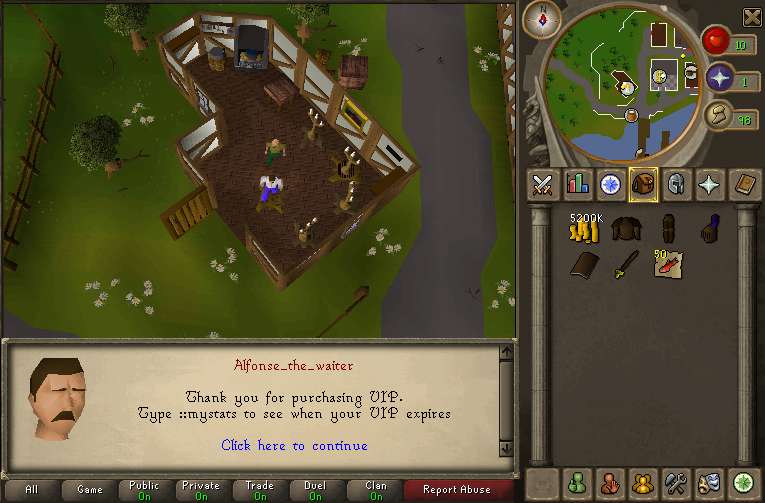 N
10
1
98
5200K
50
Alfonse_the_waiter
Thank you for purchasing VIP.
Type ::mystats to see when your VIP expires
Click here to continue
All
Game
Public
On
Private
On
Trade
On
Duel
On
Clan
On
Report Abuse